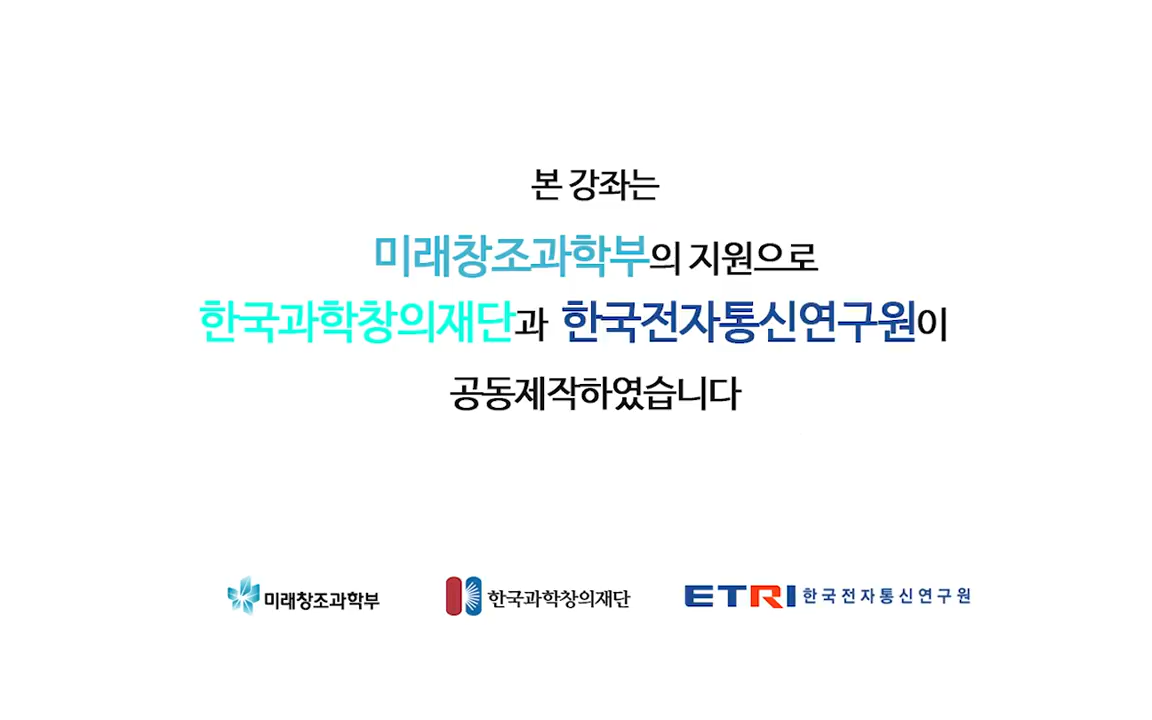 본 강좌는
미래창조과학부의 지원으로
한국과학창의재단과 한국전자통신연구원이
공동제작하였습니다
미래창조과학부 한국과학창의재단 ETRI 한국전자통신연구원